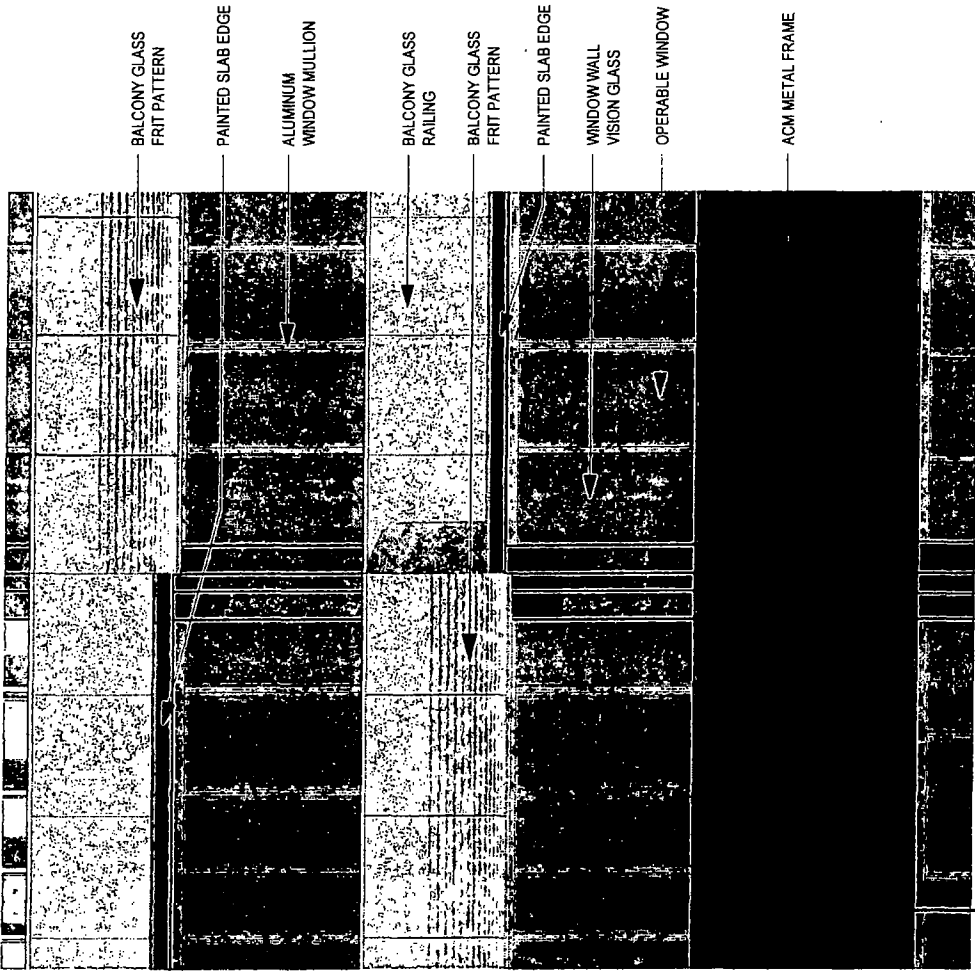 BALCONY GLASS
FRIT PATTERN
PAINTED SLAB EDGE
ALUMINUM
WINDOW MULLION
BALCONY GLASS
RAILING
BALCONY GLASS
FRIT PATTERN
PAINTED SLAB EDGE
WINDOW WALL
VISION GLASS
OPERABLE WINDOW
ACM METAL FRAME